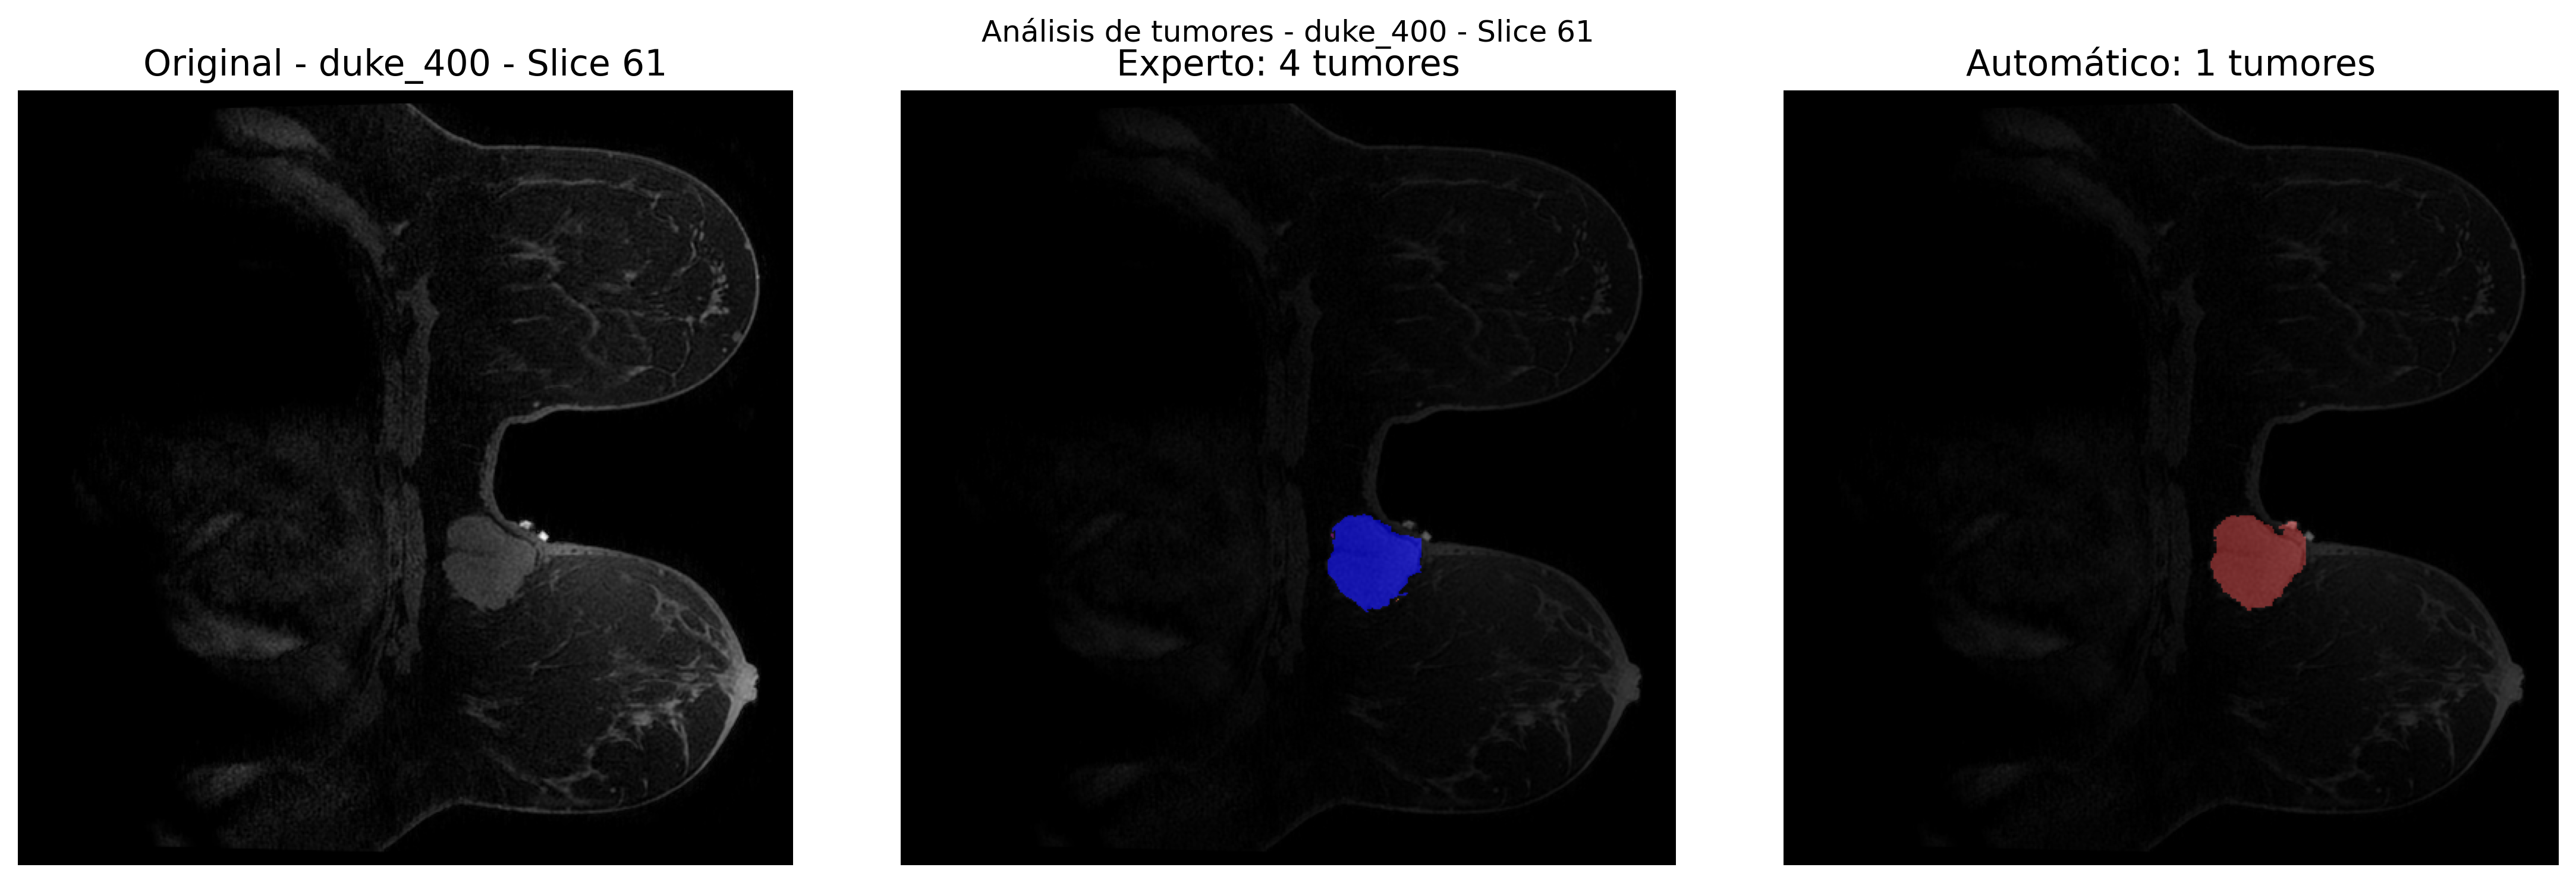 Análisis de tumores - duke_400 - Slice 61
Original - duke_400 - Slice 61
Experto: 4 tumores
Automático: 1 tumores